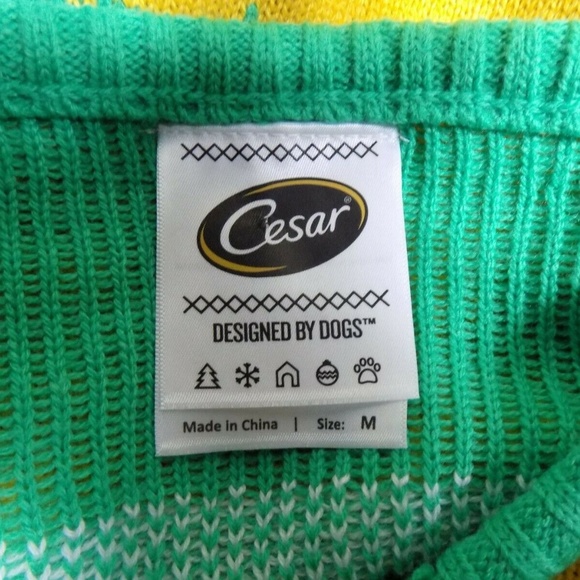 Cesar®
DESIGNED BY DOGS™
Made in China | Size: M